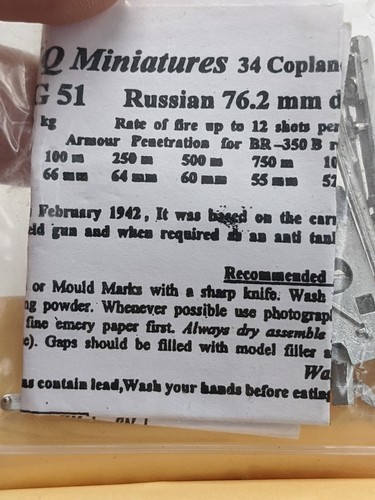 Q Miniatures 34 Coplan
G 51 Russian 76.2 mm d
kg Rate of fire up to 12 shots per
Armour Penetration for BR-350 B r
100 m 250 m 500 m 750 m 10
66 mm 64 mm 60 mm 55 mm 52
February 1942, It was based on the carr
eld gun and when required as an anti tank
Recommended
or Mould Marks with a sharp knife. Wash
ng powder. Whenever possible use photograp
fine emery paper first. Always dry assemble
e). Gaps should be filled with model filler a
Wa
as contain lead,Wash your hands before eating